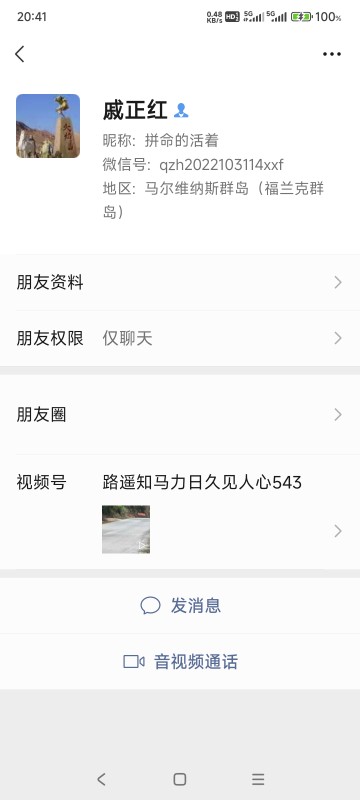 20:41
0.48 KB/s HD 5G 5G 100%
戚正红
昵称: 拼命的活着
微信号: qzh2022103114xxf
地区: 马尔维纳斯群岛（福兰克群
岛）
朋友资料
朋友权限 仅聊天
朋友圈
视频号 路遥知马力日久见人心543
发消息
音视频通话